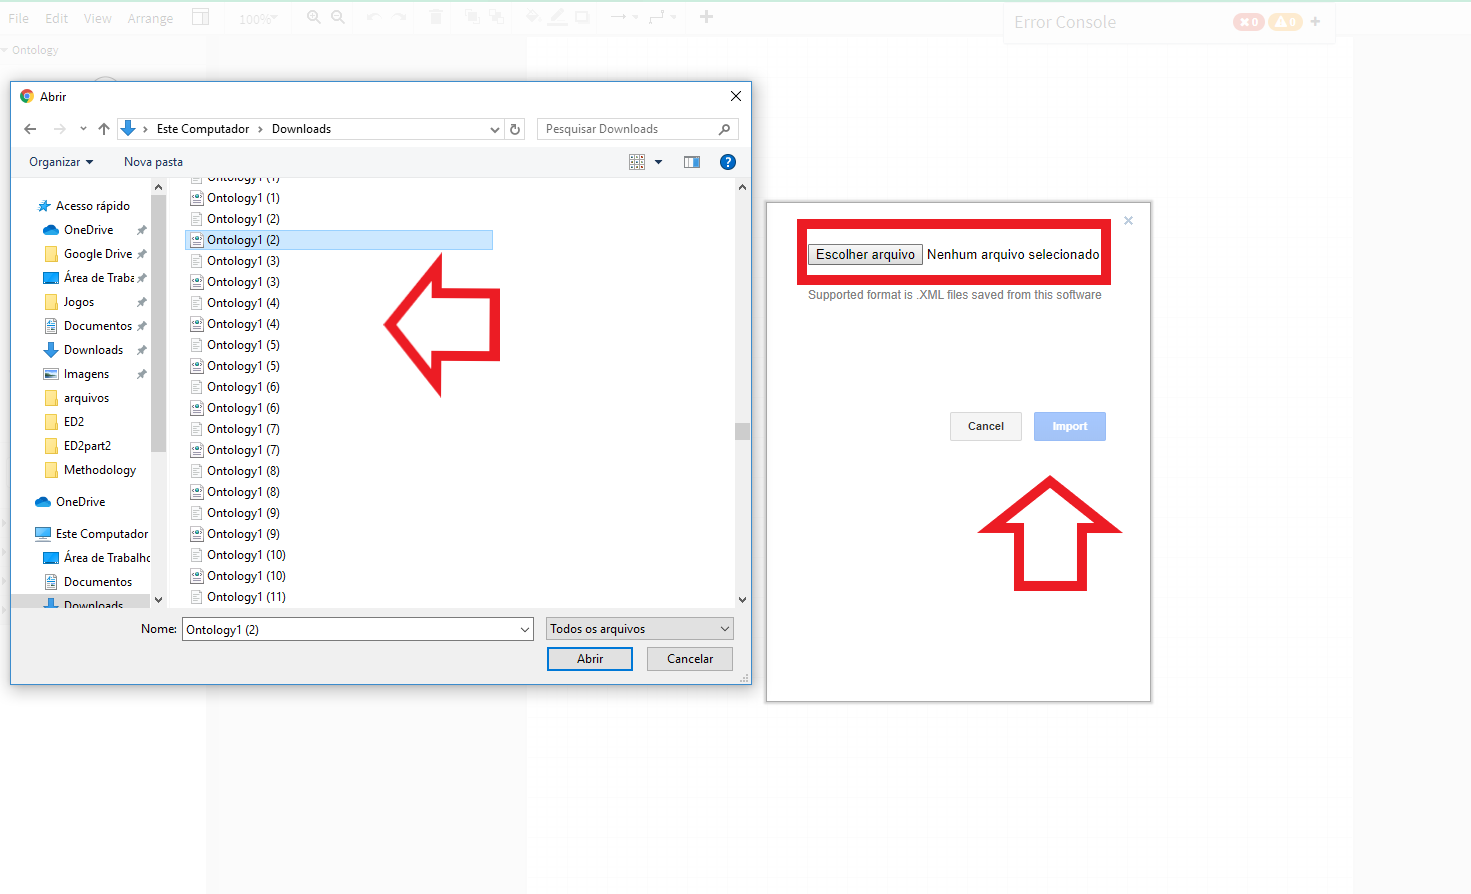 File Edit View Arrange 100%
Error Console 0 0
Ontology
Abrir
Este Computador Downloads
Pesquisar Downloads
Organizar Nova pasta
Acesso rápido
OneDrive
Google Drive
Área de Traba
Jogos
Documentos
Downloads
Imagens
arquivos
ED2
ED2part2
Methodology
OneDrive
Este Computador
Área de Trabalho
Documentos
Downloads
Ontology1 (1)
Ontology1 (1)
Ontology1 (2)
Ontology1 (2)
Ontology1 (3)
Ontology1 (3)
Ontology1 (4)
Ontology1 (4)
Ontology1 (5)
Ontology1 (5)
Ontology1 (6)
Ontology1 (6)
Ontology1 (7)
Ontology1 (7)
Ontology1 (8)
Ontology1 (8)
Ontology1 (9)
Ontology1 (9)
Ontology1 (10)
Ontology1 (10)
Ontology1 (11)
Nome: Ontology1 (2) Todos os arquivos
Abrir Cancelar
Escolher arquivo Nenhum arquivo selecionado
Supported format is .XML files saved from this software
Cancel Import